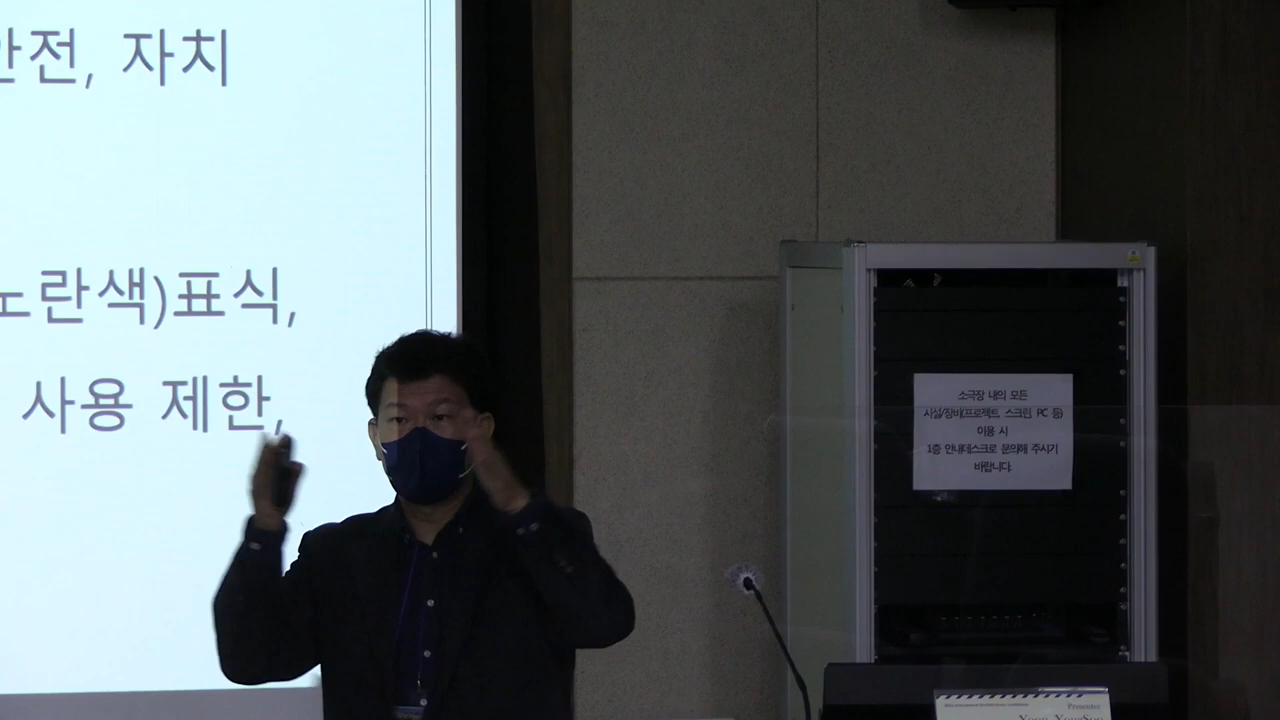 안전, 자치
노란색)표식,
사용 제한,
소극장 내의 모든
시설/장비(프로젝트, 스크린, PC 등)
이용 시
1층 안내데스크로 문의해 주시기
바랍니다.
Presenter